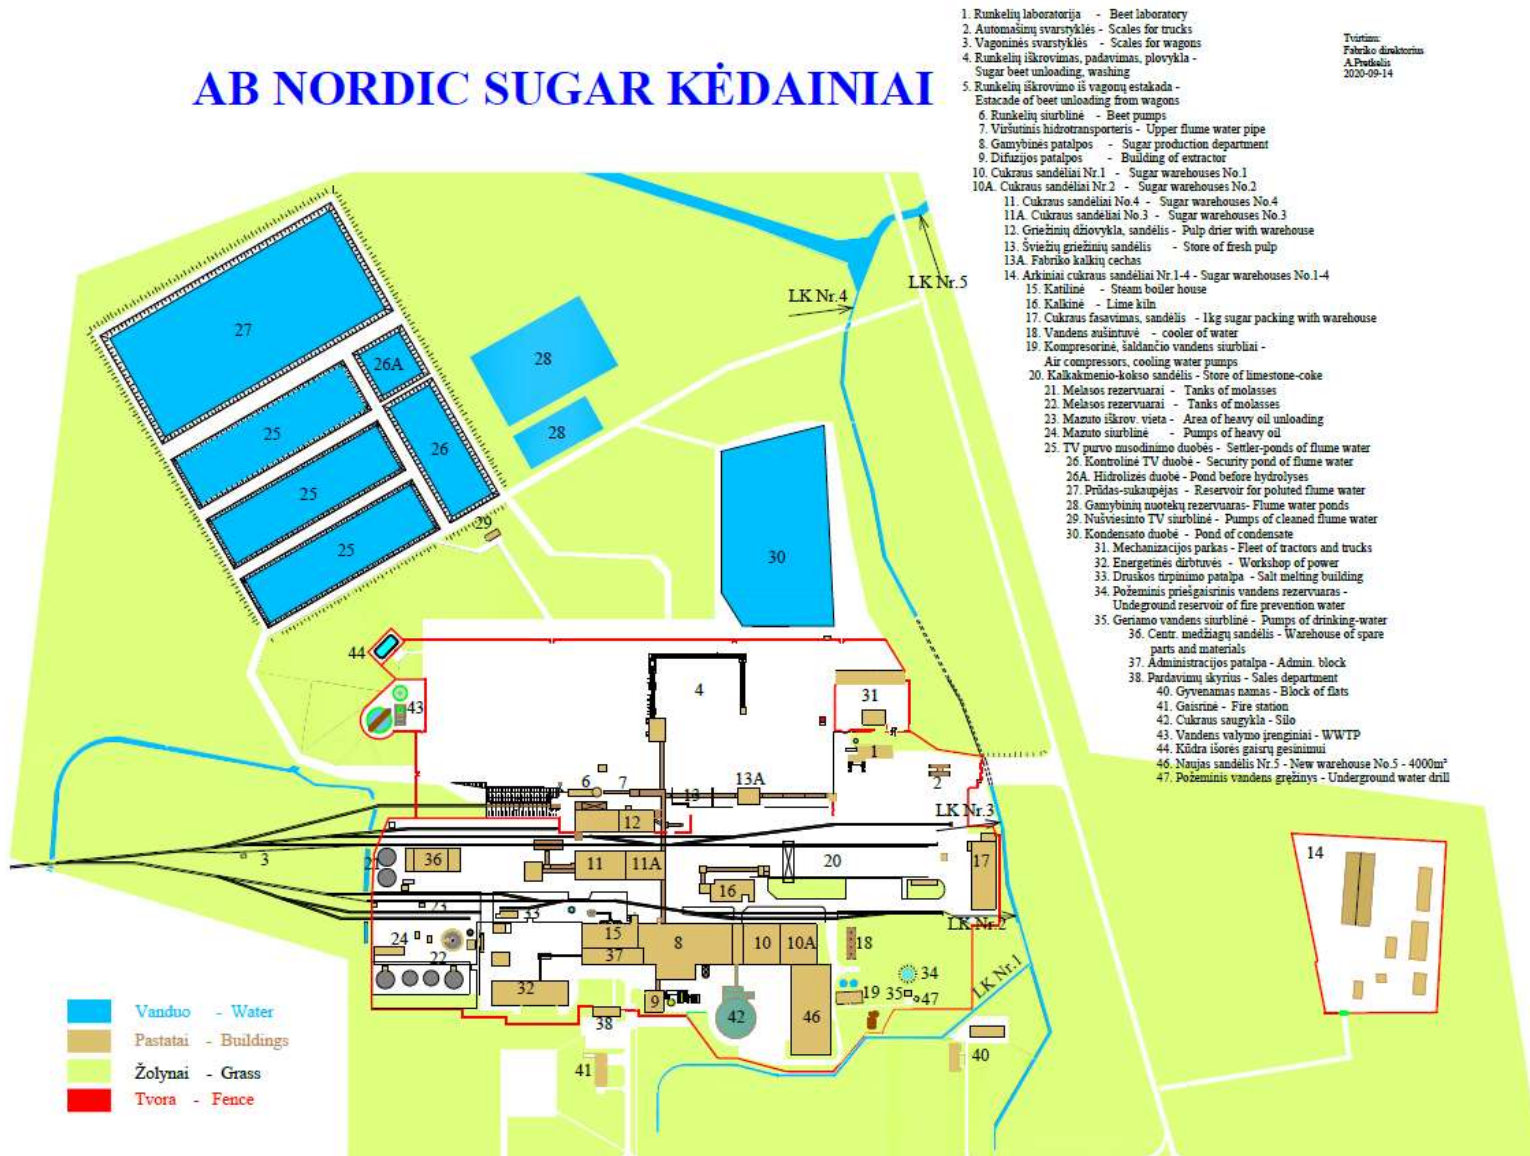 AB NORDIC SUGAR KĖDAINIAI
1. Runkelių laboratorija - Beet laboratory
2. Automašinų svarstyklės - Scales for trucks
3. Vagoninės svarstyklės - Scales for wagons
4. Runkelių iškrovimas, padavimas, plovykla -
Sugar beet unloading, washing
5. Runkelių iškrovimo iš vagonų estakada -
Estacade of beet unloading from wagons
6. Runkelių siurblinė - Beet pumps
7. Viršutinis hidrotransporteris - Upper flume water pipe
8. Gamybinės patalpos - Sugar production department
9. Difuzijos patalpos - Building of extractor
10. Cukraus sandėliai Nr.1 - Sugar warehouses No.1
10A. Cukraus sandėliai Nr.2 - Sugar warehouses No.2
11. Cukraus sandėliai No.4 - Sugar warehouses No.4
11A. Cukraus sandėliai No.3 - Sugar warehouses No.3
12. Griežinių džiovykla, sandėlis - Pulp drier with warehouse
13. Šviežių griežinių sandėlis - Store of fresh pulp
13A. Fabriko kalkių cechas
14. Arkiniai cukraus sandėliai Nr.1-4 - Sugar warehouses No.1-4
15. Katilinė - Steam boiler house
16. Kalkinė - Lime kiln
17. Cukraus fasavimas, sandėlis - 1kg sugar packing with warehouse
18. Vandens aušintuvė - cooler of water
19. Kompresorinė, šaldančio vandens siurbliai -
Air compressors, cooling water pumps
20. Kalkakmenio-kokso sandėlis - Store of limestone-coke
21. Melasos rezervuarai - Tanks of molasses
22. Melasos rezervuarai - Tanks of molasses
23. Mazuto iškrov. vieta - Area of heavy oil unloading
24. Mazuto siurblinė - Pumps of heavy oil
25. TV purvo nusodinimo duobės - Settler-ponds of flume water
26. Kontrolinė TV duobė - Security pond of flume water
26A. Hidrolizės duobė - Pond before hydrolyses
27. Prūdas-sukaupėjas - Reservoir for poluted flume water
28. Gamybinių nuotekų rezervuaras- Flume water ponds
29. Nušviesinto TV siurblinė - Pumps of cleaned flume water
30. Kondensato duobė - Pond of condensate
31. Mechanizacijos parkas - Fleet of tractors and trucks
32. Energetinės dirbtuvės - Workshop of power
33. Druskos tirpinimo patalpa - Salt melting building
34. Požeminis priešgaisrinis vandens rezervuaras -
Undeground reservoir of fire prevention water
35. Geriamo vandens siurblinė - Pumps of drinking-water
36. Centr. medžiagų sandėlis - Warehouse of spare
parts and materials
37. Administracijos patalpa - Admin. block
38. Pardavimų skyrius - Sales department
40. Gyvenamas namas - Block of flats
41. Gaisrinė - Fire station
42. Cukraus saugykla - Silo
43. Vandens valymo įrenginiai - WWTP
44. Kūdra išorės gaisrų gesinimui
46. Naujas sandėlis Nr.5 - New warehouse No.5 - 4000m²
47. Požeminis vandens gręžinys - Underground water drill
Tvirtinu:
Fabriko direktorius
2020-09-14
LK Nr.5
LK Nr.4
27
26A
28
25
28
26
25
29
25
30
44
4
31
43
1
6
7
13A
2
13
LK Nr.3
12
3
21
36
11
11A
20
17
14
16
23
33
LK Nr.2
15
24
8
10
10A
18
22
37
LK Nr.1
34
32
9
19
35
47
38
42
46
41
40
Vanduo - Water
Pastatai - Buildings
Žolynai - Grass
Tvora - Fence